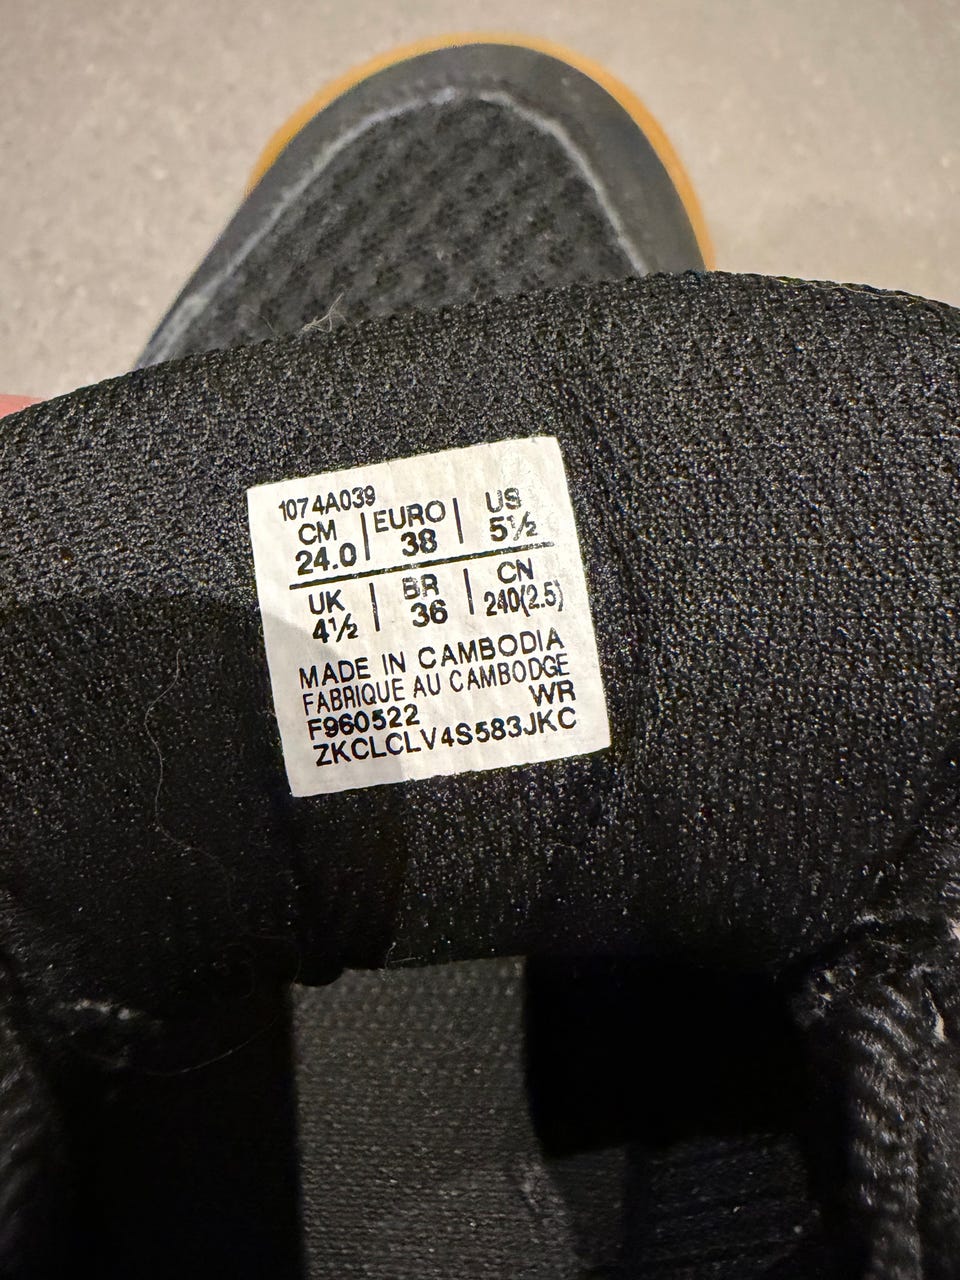 1074A039
CM | EURO | US
24.0 | 38 | 5½
UK | BR | CN
4½ | 36 | 240(2.5)
MADE IN CAMBODIA
FABRIQUE AU CAMBODGE
F960522 WR
ZKCLCLV4S583JKC